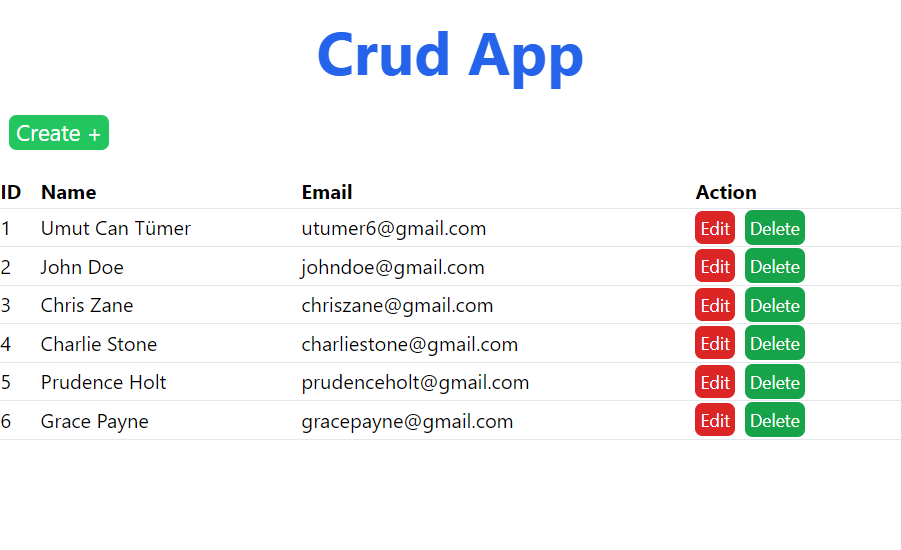 Crud App
Create +
ID Name Email Action
1 Umut Can Tümer utumer6@gmail.com Edit Delete
2 John Doe johndoe@gmail.com Edit Delete
3 Chris Zane chriszane@gmail.com Edit Delete
4 Charlie Stone charliestone@gmail.com Edit Delete
5 Prudence Holt prudenceholt@gmail.com Edit Delete
6 Grace Payne gracepayne@gmail.com Edit Delete